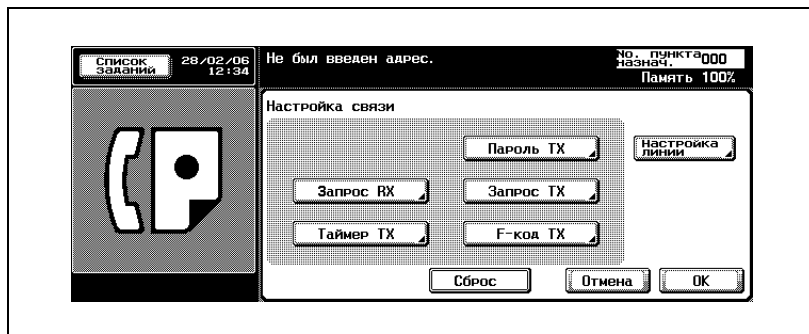 Список заданий
28/02/06
12:34
Не был введен адрес.
No. пункта назнач. 000
Память 100%
Настройка связи
Пароль TX
Настройка линии
Запрос RX
Запрос TX
Таймер TX
F-код TX
Сброс
Отмена
OK